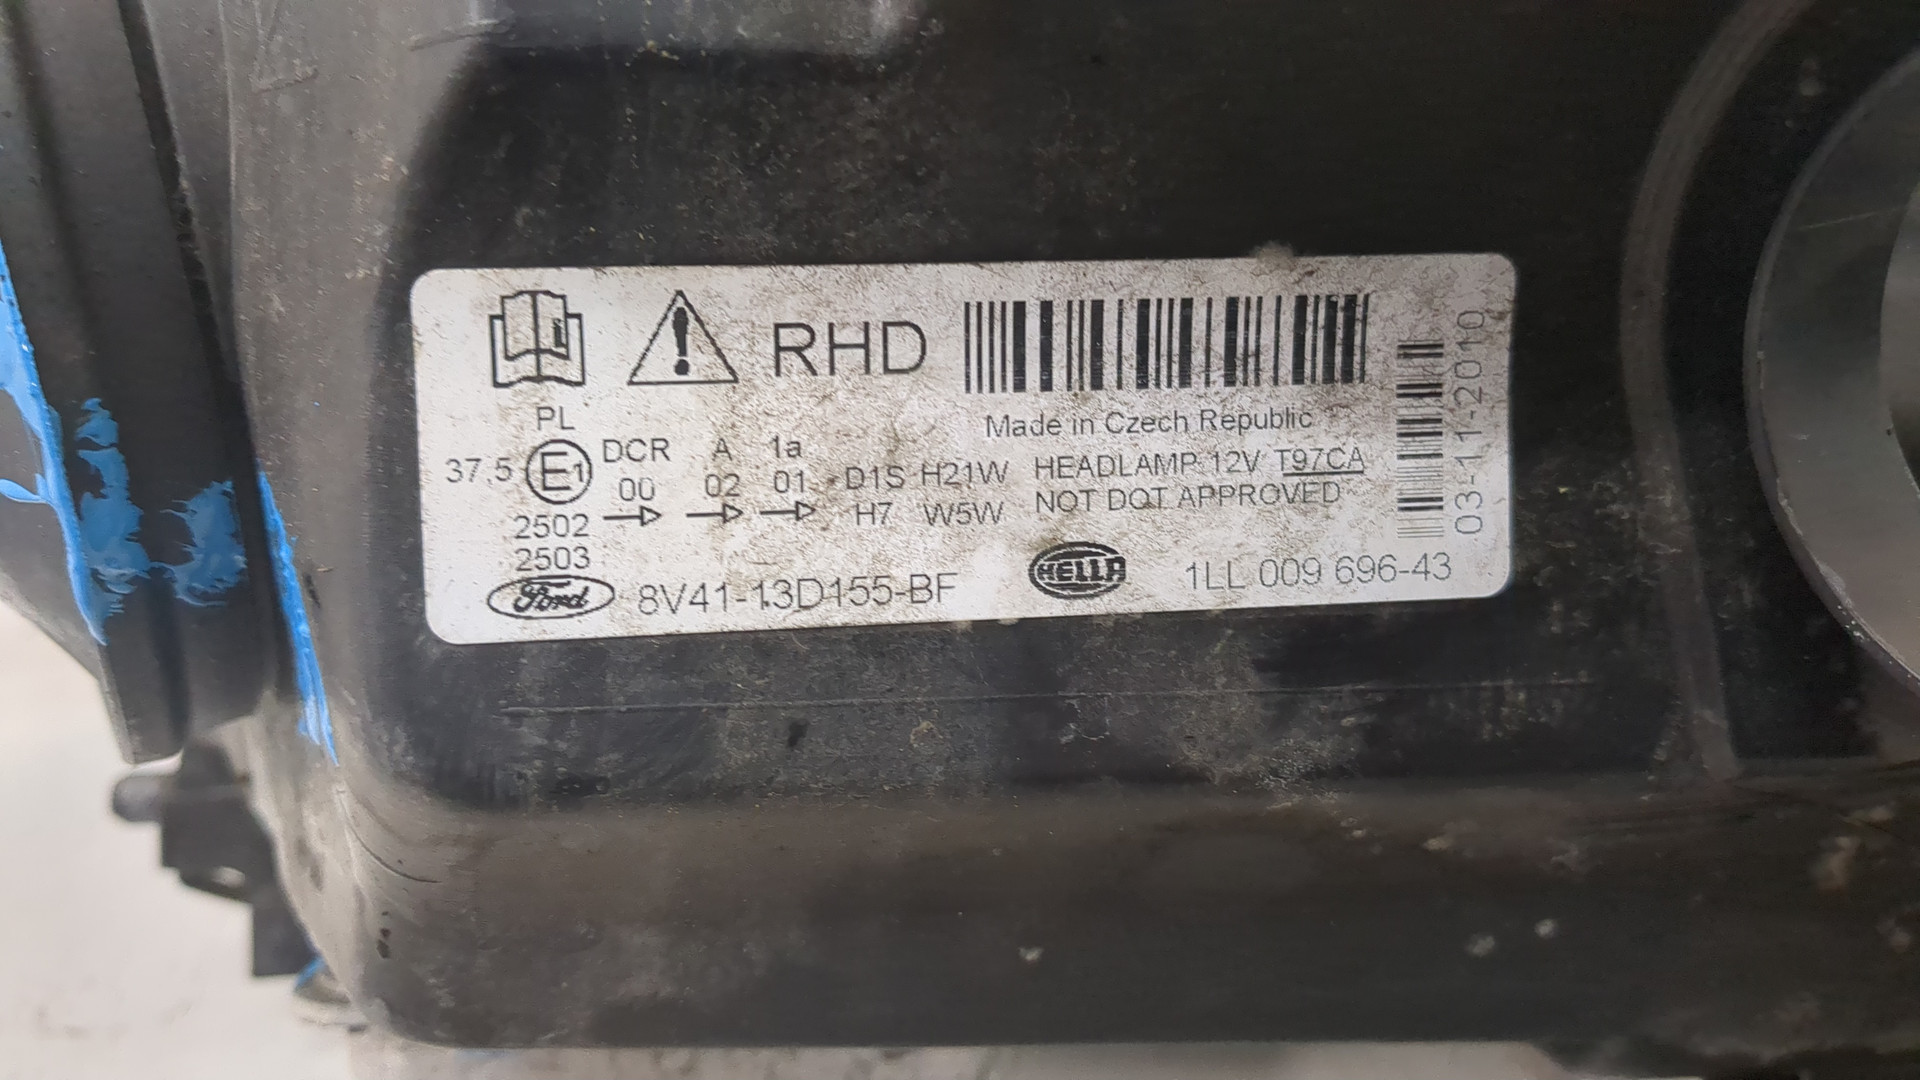 RHD
Made in Czech Republic
03-11-2010
PL
37,5 E1 DCR A 1a
00 02 01 D1S H21W HEADLAMP 12V T97CA
H7 W5W NOT DOT APPROVED
2502
2503
Ford 8V41-13D155-BF HELLA 1LL 009 696-43